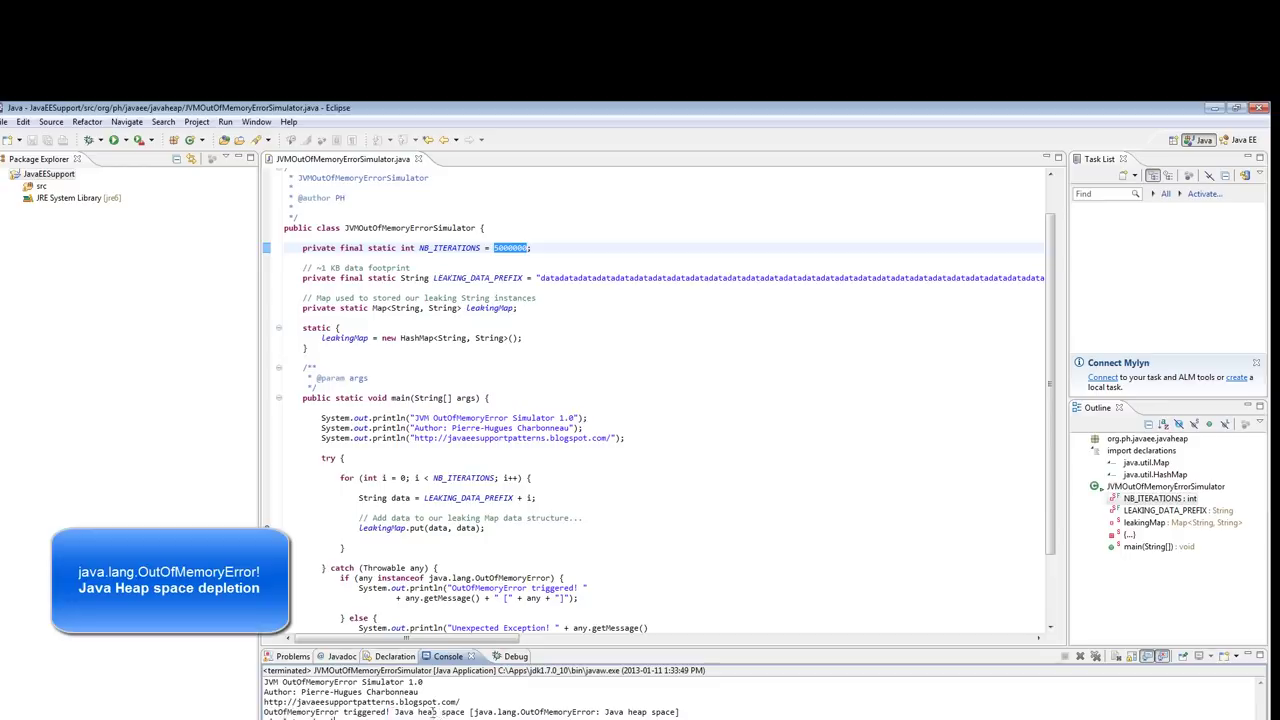 Java - JavaEESupport/src/org/ph/javaee/javaheap/JVMOutOfMemoryErrorSimulator.java - Eclipse
ile Edit Source Refactor Navigate Search Project Run Window Help
Java Java EE
Package Explorer
JavaEESupport
src
JRE System Library [jre6]
JVMOutOfMemoryErrorSimulator.java
/**
* JVMOutOfMemoryErrorSimulator
*
* @author PH
*
*/
public class JVMOutOfMemoryErrorSimulator {
private final static int NB_ITERATIONS = 5000000;
// ~1 KB data footprint
private final static String LEAKING_DATA_PREFIX = "datadatadatadatadatadatadatadatadatadatadatadatadatadatadatadatadatadatadatadatadatadatadatadatadatadatadatadata
// Map used to stored our leaking String instances
private static Map<String, String> leakingMap;
static {
leakingMap = new HashMap<String, String>();
}
/**
* @param args
*/
public static void main(String[] args) {
System.out.println("JVM OutOfMemoryError Simulator 1.0");
System.out.println("Author: Pierre-Hugues Charbonneau");
System.out.println("http://javaeesupportpatterns.blogspot.com/");
try {
for (int i = 0; i < NB_ITERATIONS; i++) {
String data = LEAKING_DATA_PREFIX + i;
// Add data to our leaking Map data structure...
leakingMap.put(data, data);
}
} catch (Throwable any) {
if (any instanceof java.lang.OutOfMemoryError) {
System.out.println("OutOfMemoryError triggered! "
+ any.getMessage() + " [" + any + "]");
} else {
System.out.println("Unexpected Exception! " + any.getMessage()
java.lang.OutOfMemoryError!
Java Heap space depletion
Task List
Find All Activate...
Connect Mylyn
Connect to your task and ALM tools or create a
local task.
Outline
org.ph.javaee.javaheap
import declarations
java.util.Map
java.util.HashMap
JVMOutOfMemoryErrorSimulator
NB_ITERATIONS : int
LEAKING_DATA_PREFIX : String
leakingMap : Map<String, String>
{...}
main(String[]) : void
Problems Javadoc Declaration Console Debug
<terminated> JVMOutOfMemoryErrorSimulator [Java Application] C:\Apps\jdk1.7.0_10\bin\javaw.exe (2013-01-11 1:33:49 PM)
JVM OutOfMemoryError Simulator 1.0
Author: Pierre-Hugues Charbonneau
http://javaeesupportpatterns.blogspot.com/
OutOfMemoryError triggered! Java heap space [java.lang.OutOfMemoryError: Java heap space]